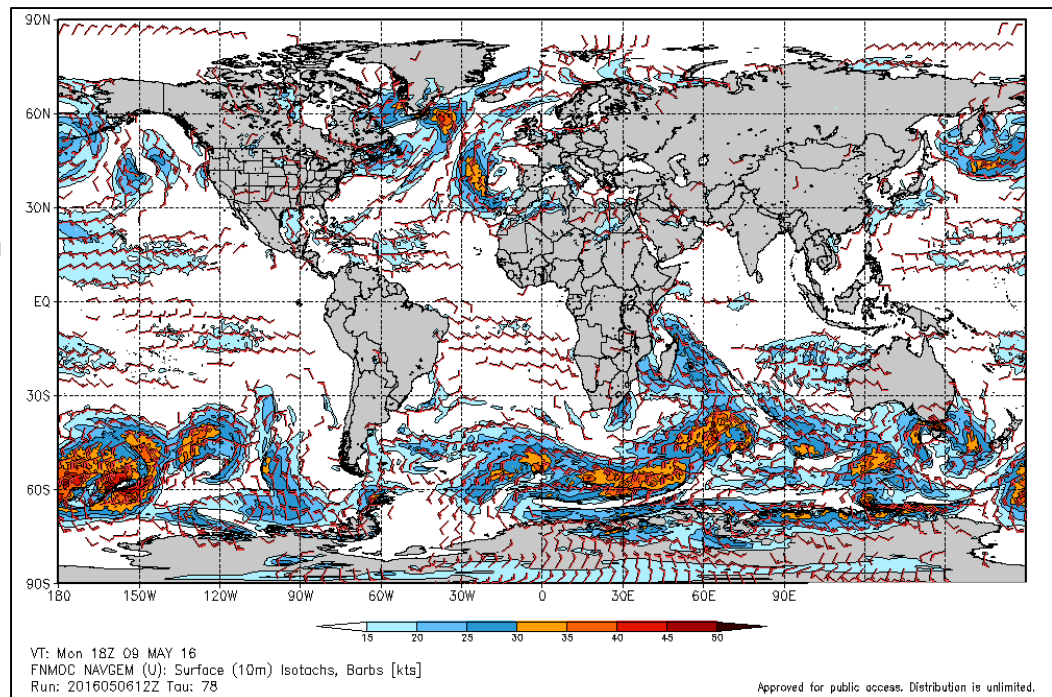 90N
60N
30N
EQ
30S
60S
90S
180 150W 120W 90W 60W 30W 0 30E 60E 90E
15 20 25 30 35 40 45 50
VT: Mon 18Z 09 MAY 16
FNMOC NAVGEM (U): Surface (10m) Isotachs, Barbs [kts]
Run: 2016050612Z Tau: 78
Approved for public access. Distribution is unlimited.